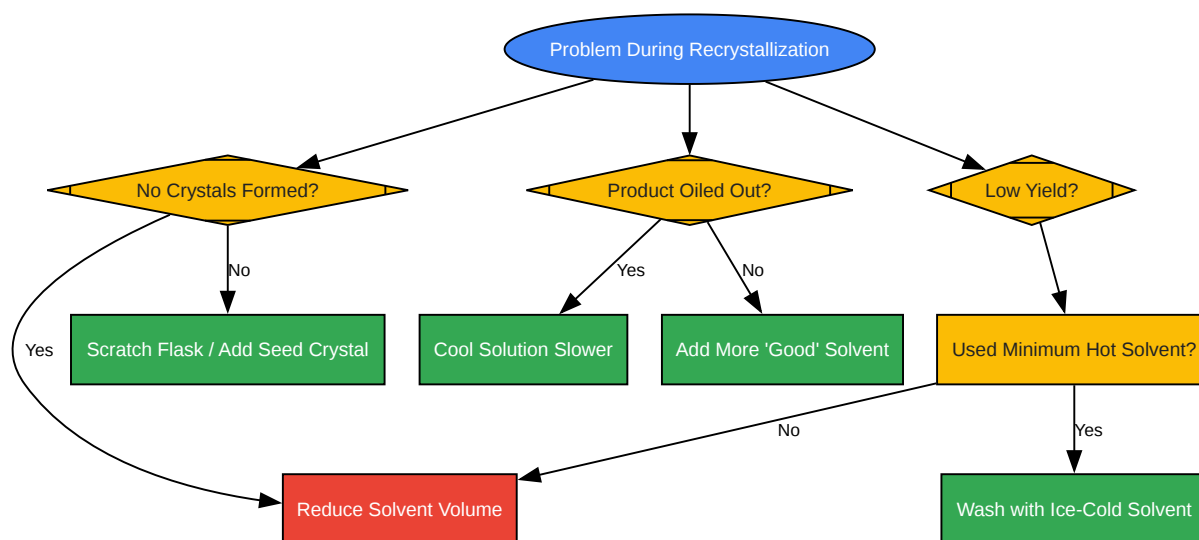 Problem During Recrystallization
No Crystals Formed?
Product Oiled Out?
Low Yield?
No
Yes
No
Scratch Flask / Add Seed Crystal
Cool Solution Slower
Add More 'Good' Solvent
Used Minimum Hot Solvent?
Yes
No
Yes
Reduce Solvent Volume
Wash with Ice-Cold Solvent